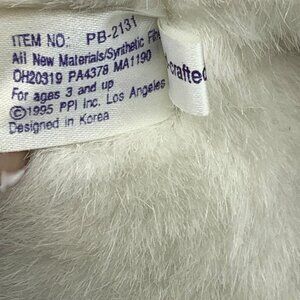 ITEM NO: PB-2131
All New Materials/Synthetic
OH20319 PA4378 MA1190
For ages 3 and up
©1995 PPI Inc. Los Angeles
Designed in Korea
crafted